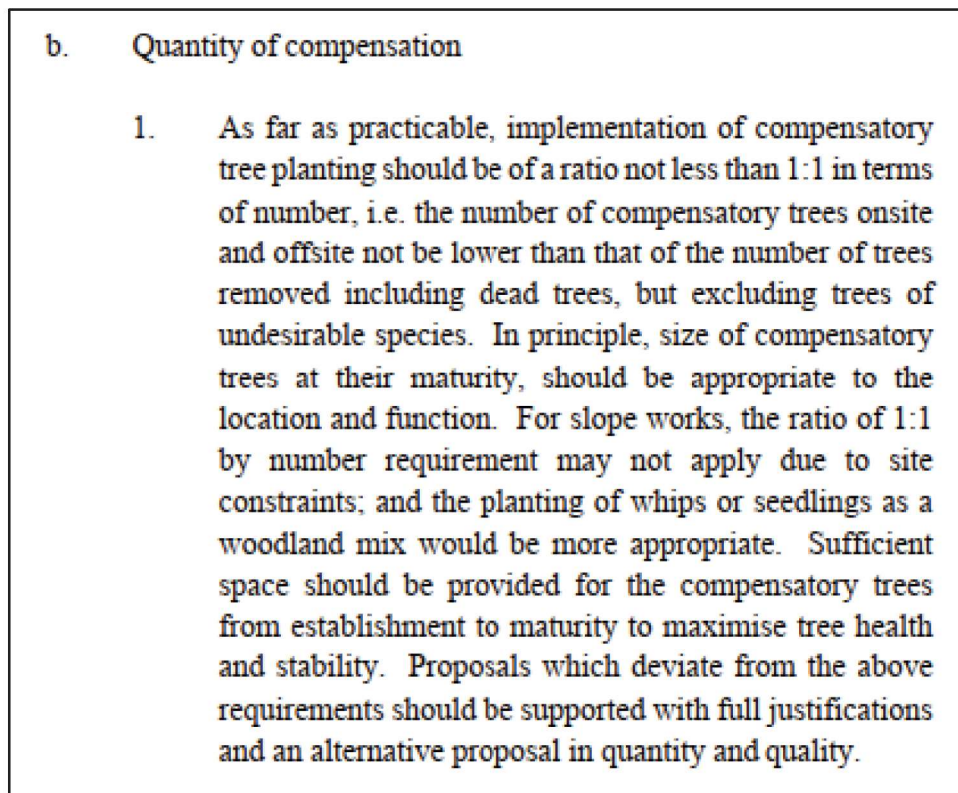 b. Quantity of compensation
1. As far as practicable, implementation of compensatory
tree planting should be of a ratio not less than 1:1 in terms
of number, i.e. the number of compensatory trees onsite
and offsite not be lower than that of the number of trees
removed including dead trees, but excluding trees of
undesirable species. In principle, size of compensatory
trees at their maturity, should be appropriate to the
location and function. For slope works, the ratio of 1:1
by number requirement may not apply due to site
constraints; and the planting of whips or seedlings as a
woodland mix would be more appropriate. Sufficient
space should be provided for the compensatory trees
from establishment to maturity to maximise tree health
and stability. Proposals which deviate from the above
requirements should be supported with full justifications
and an alternative proposal in quantity and quality.